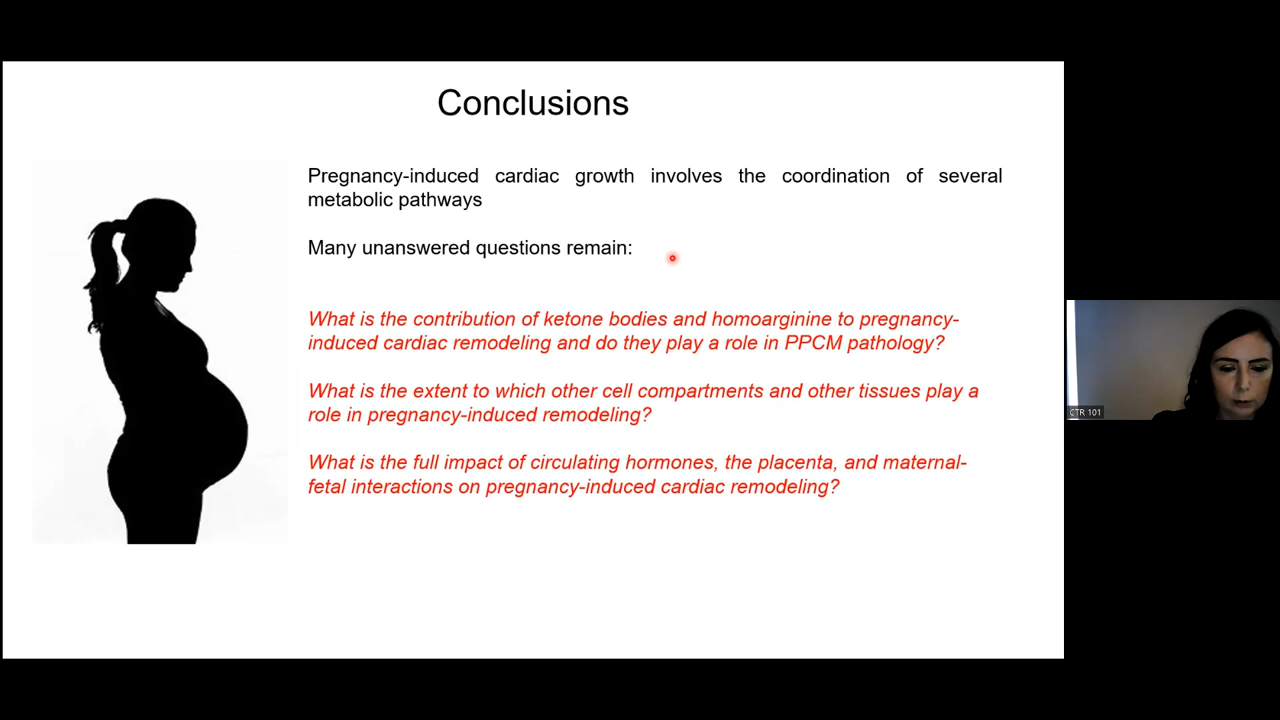 Conclusions
Pregnancy-induced cardiac growth involves the coordination of several
metabolic pathways
Many unanswered questions remain:
What is the contribution of ketone bodies and homoarginine to pregnancy-
induced cardiac remodeling and do they play a role in PPCM pathology?
What is the extent to which other cell compartments and other tissues play a
role in pregnancy-induced remodeling?
What is the full impact of circulating hormones, the placenta, and maternal-
fetal interactions on pregnancy-induced cardiac remodeling?
CTR 101